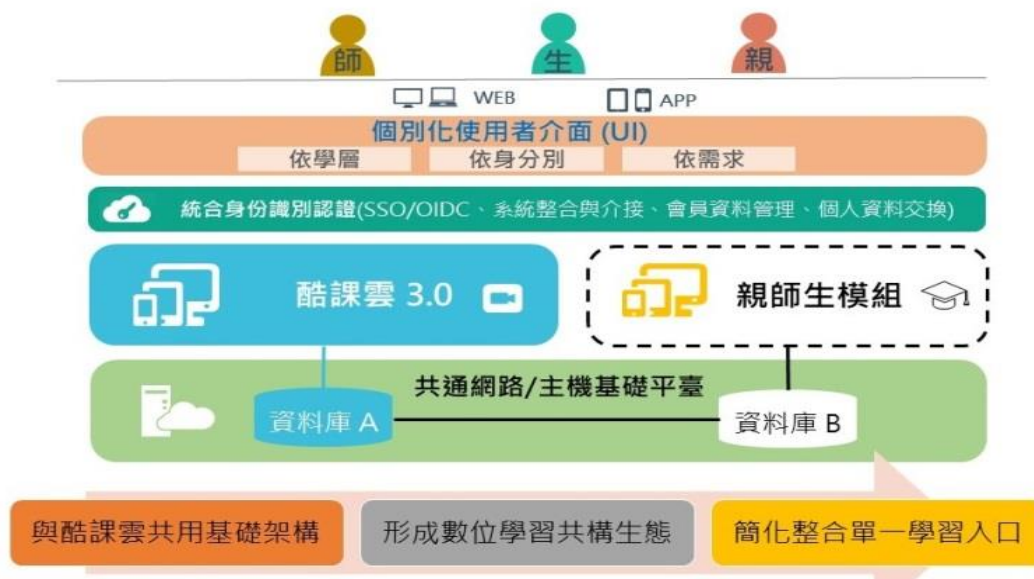 師 生 親
WEB APP
個別化使用者介面 (UI)
依學層 依身分別 依需求
統合身份識別認證(SSO/OIDC、系統整合與介接、會員資料管理、個人資料交換)
酷課雲 3.0 親師生模組
共通網路/主機基礎平臺
資料庫 A 資料庫 B
與酷課雲共用基礎架構 形成數位學習共構生態 簡化整合單一學習入口